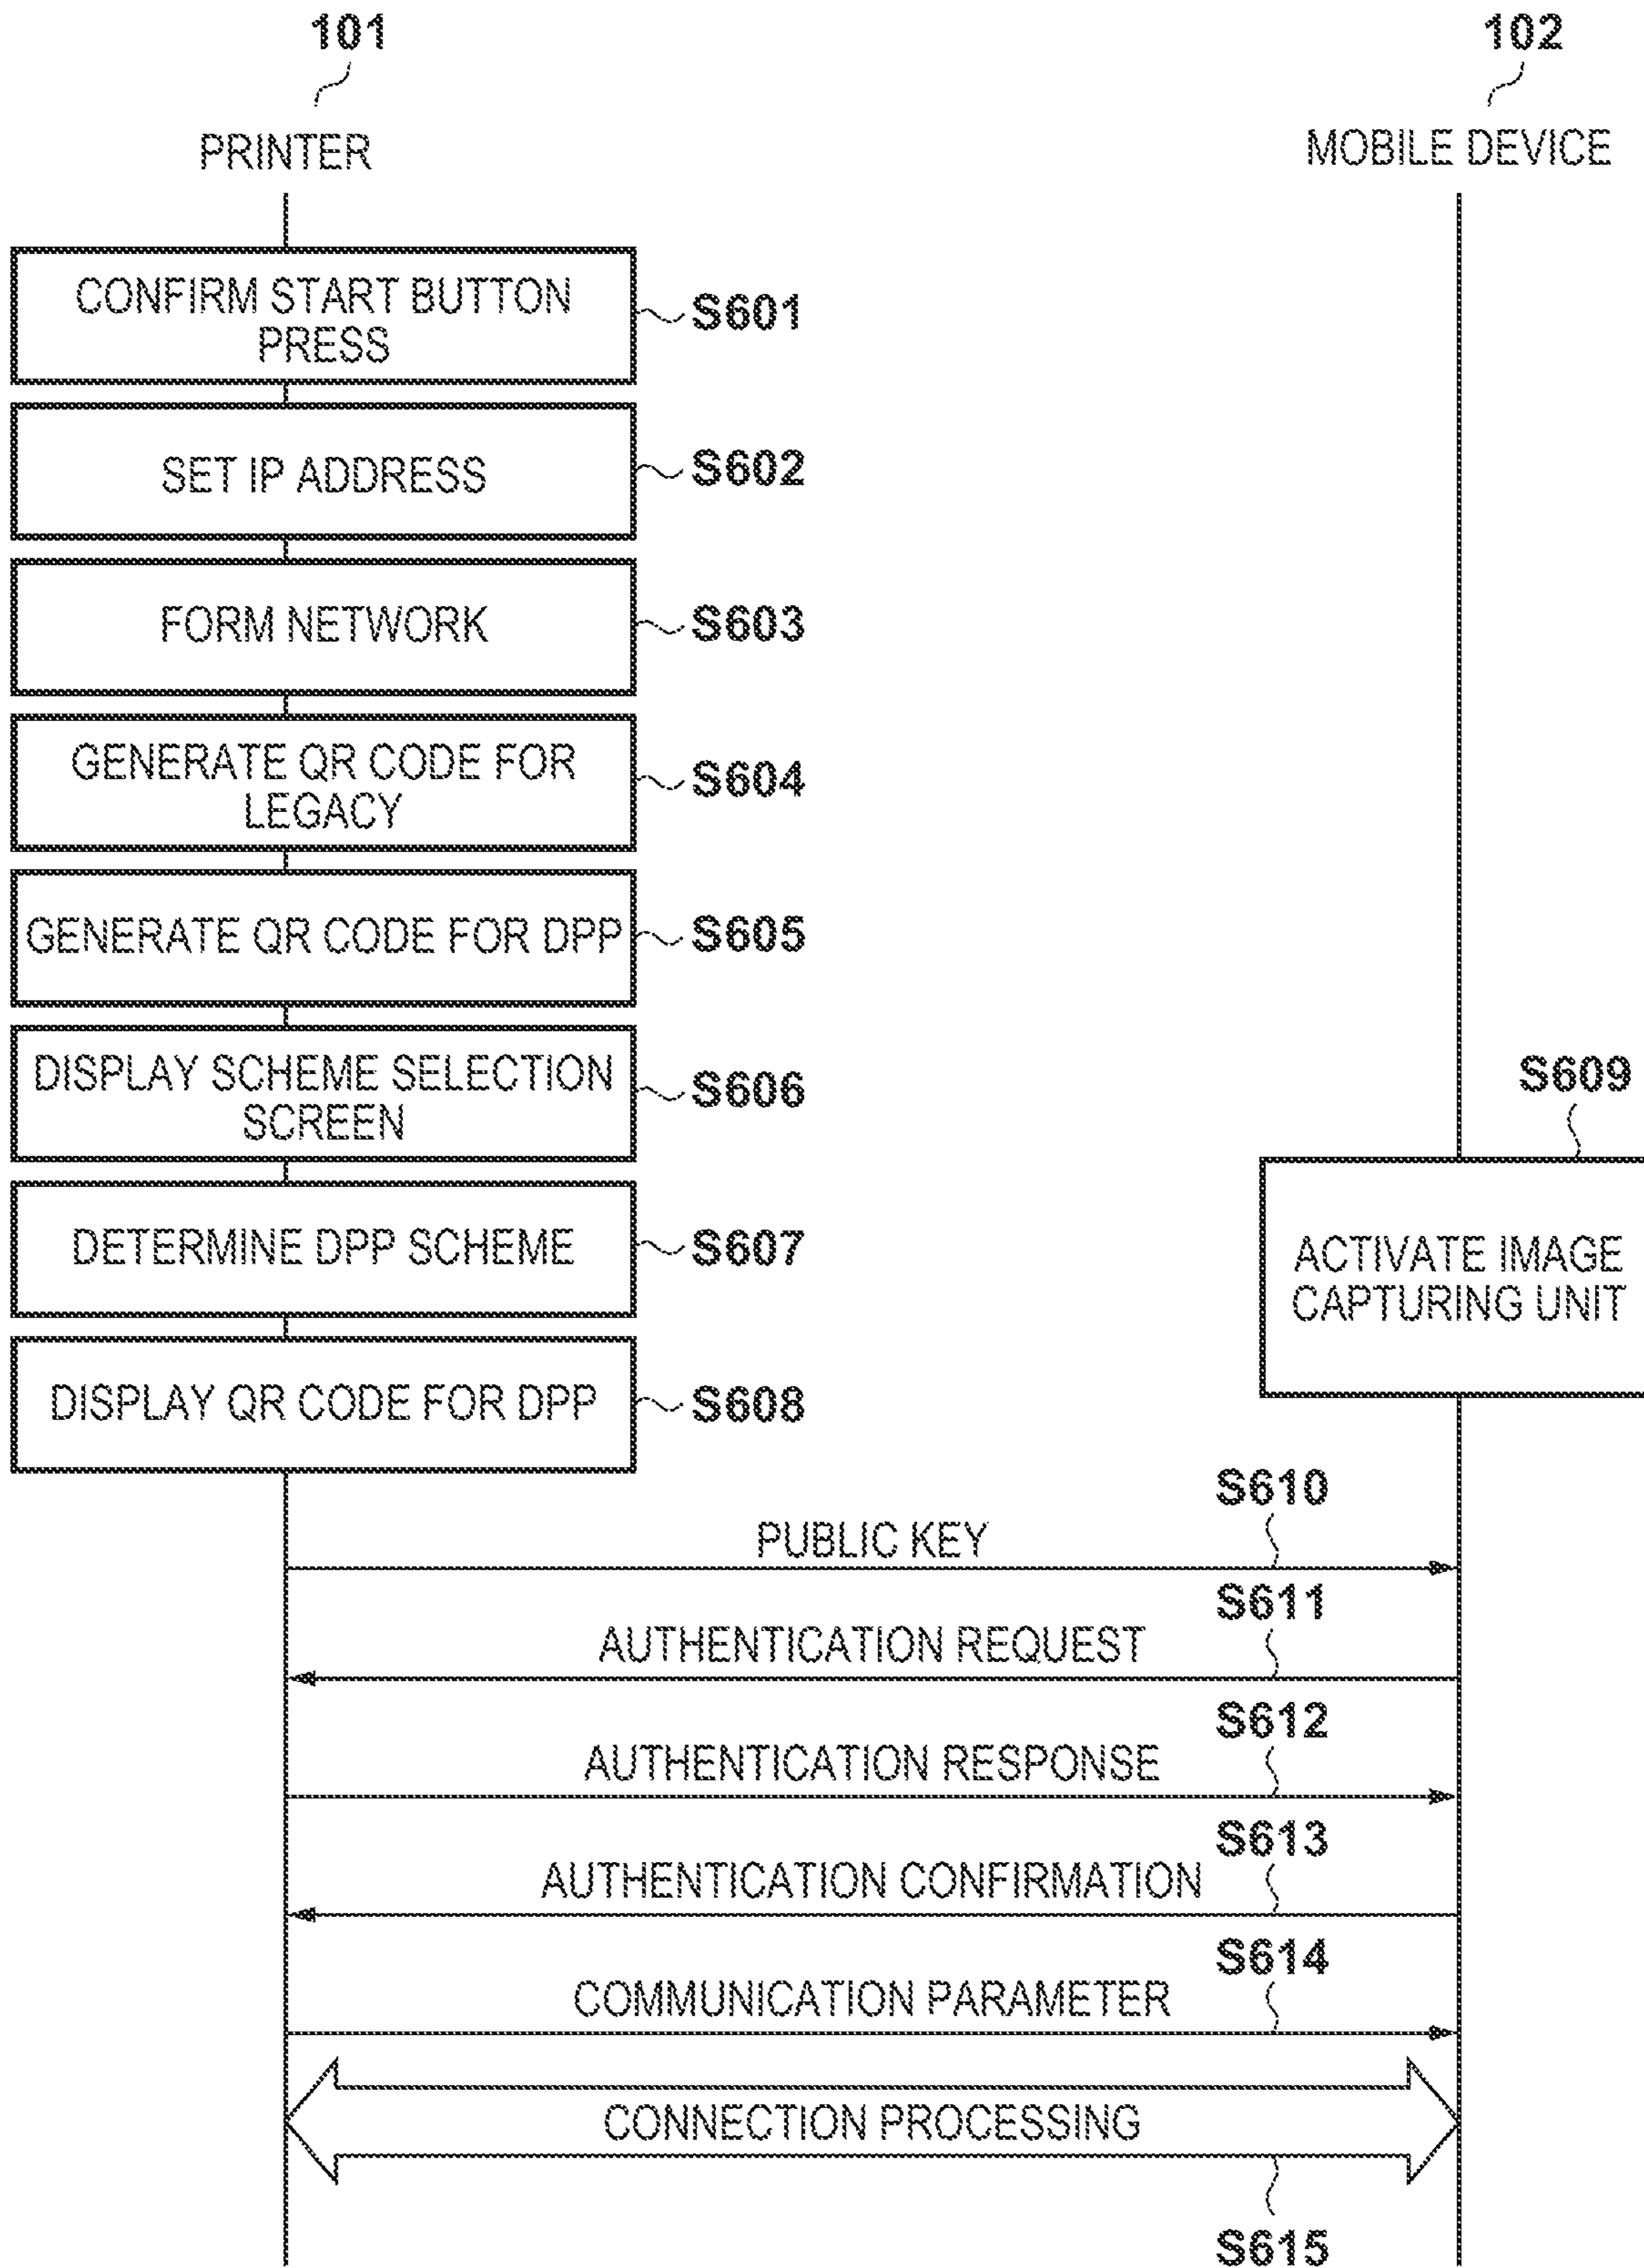 101
102
PRINTER
MOBILE DEVICE
CONFIRM START BUTTON
PRESS
S601
SET IP ADDRESS
S602
FORM NETWORK
S603
GENERATE QR CODE FOR
LEGACY
S604
GENERATE QR CODE FOR DPP
S605
DISPLAY SCHEME SELECTION
SCREEN
S606
S609
DETERMINE DPP SCHEME
S607
ACTIVATE IMAGE
CAPTURING UNIT
DISPLAY QR CODE FOR DPP
S608
S610
PUBLIC KEY
S611
AUTHENTICATION REQUEST
S612
AUTHENTICATION RESPONSE
S613
AUTHENTICATION CONFIRMATION
S614
COMMUNICATION PARAMETER
CONNECTION PROCESSING
S615